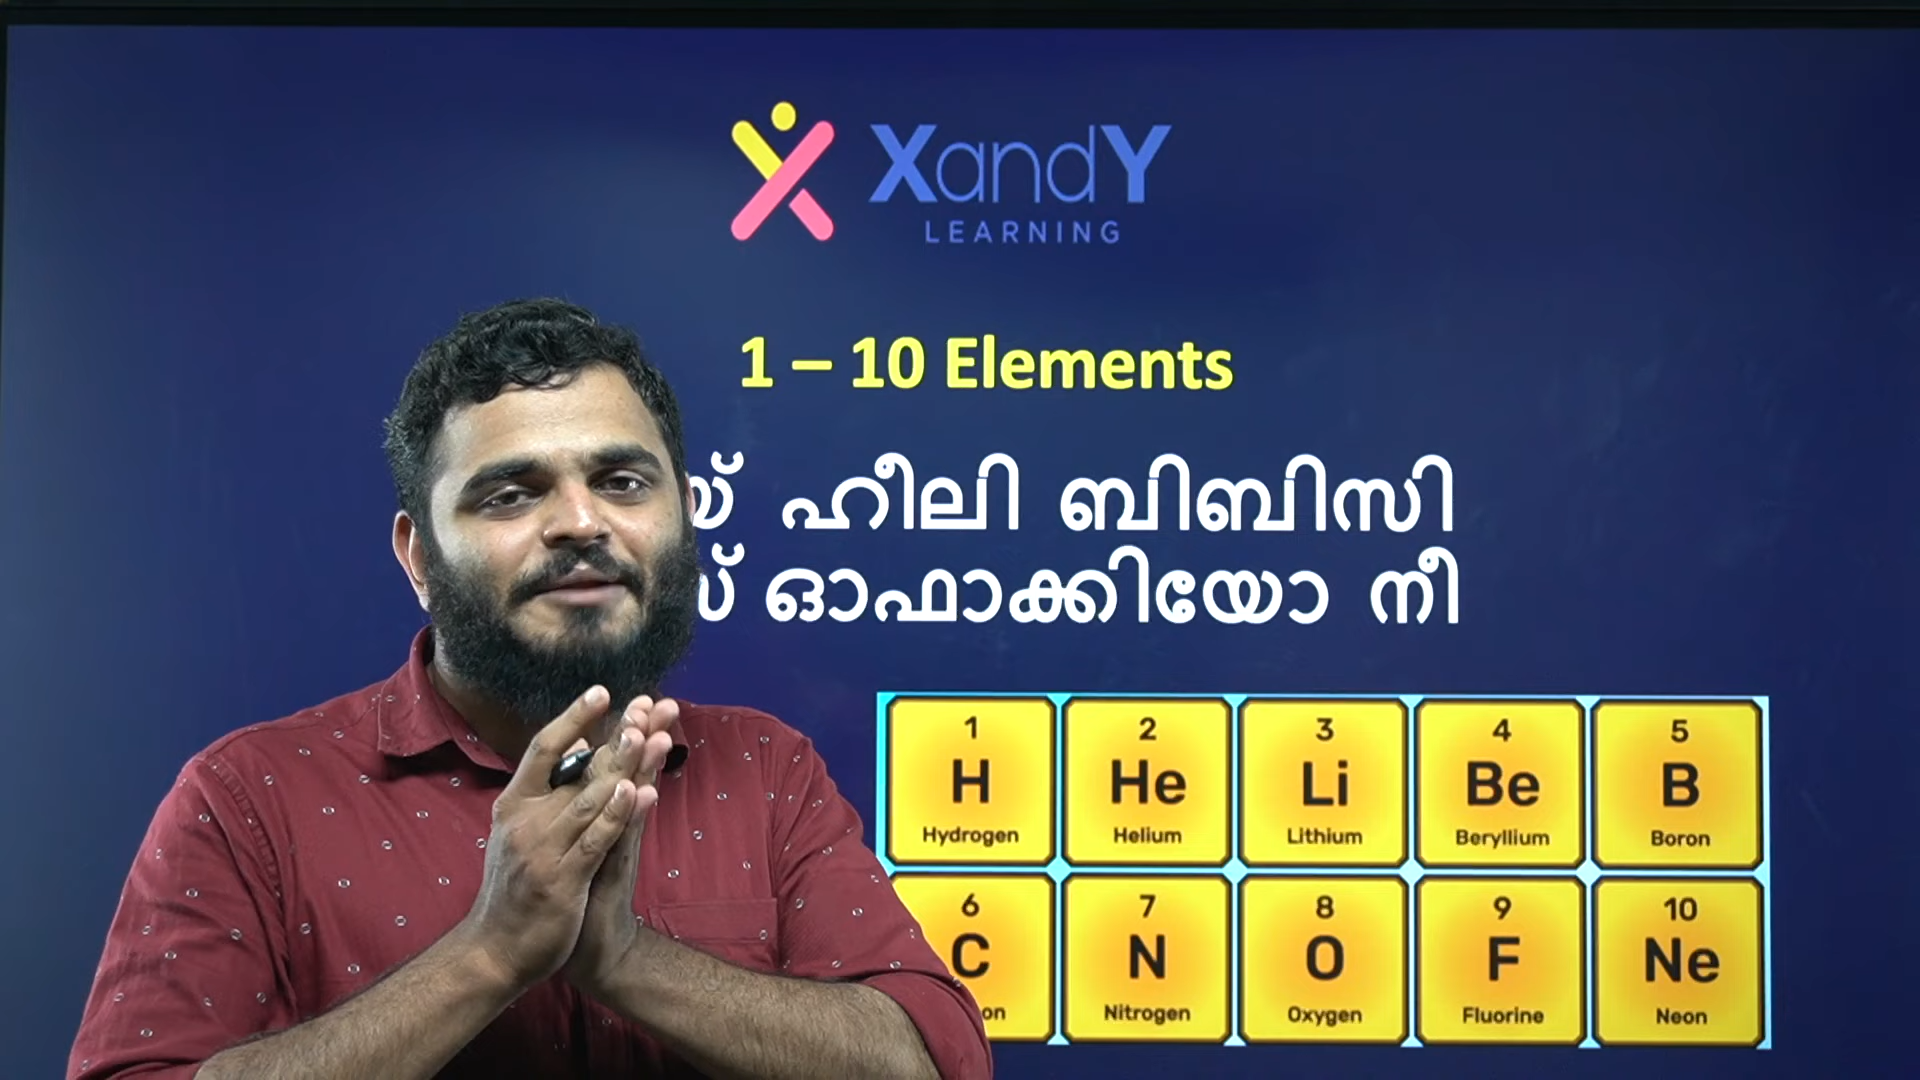 XandY
LEARNING
1 – 10 Elements
ഹീലി ബിബിസി
ഓഫാക്കിയോ നീ
1 2 3 4 5
H He Li Be B
Hydrogen Helium Lithium Beryllium Boron
6 7 8 9 10
C N O F Ne
Nitrogen Oxygen Fluorine Neon